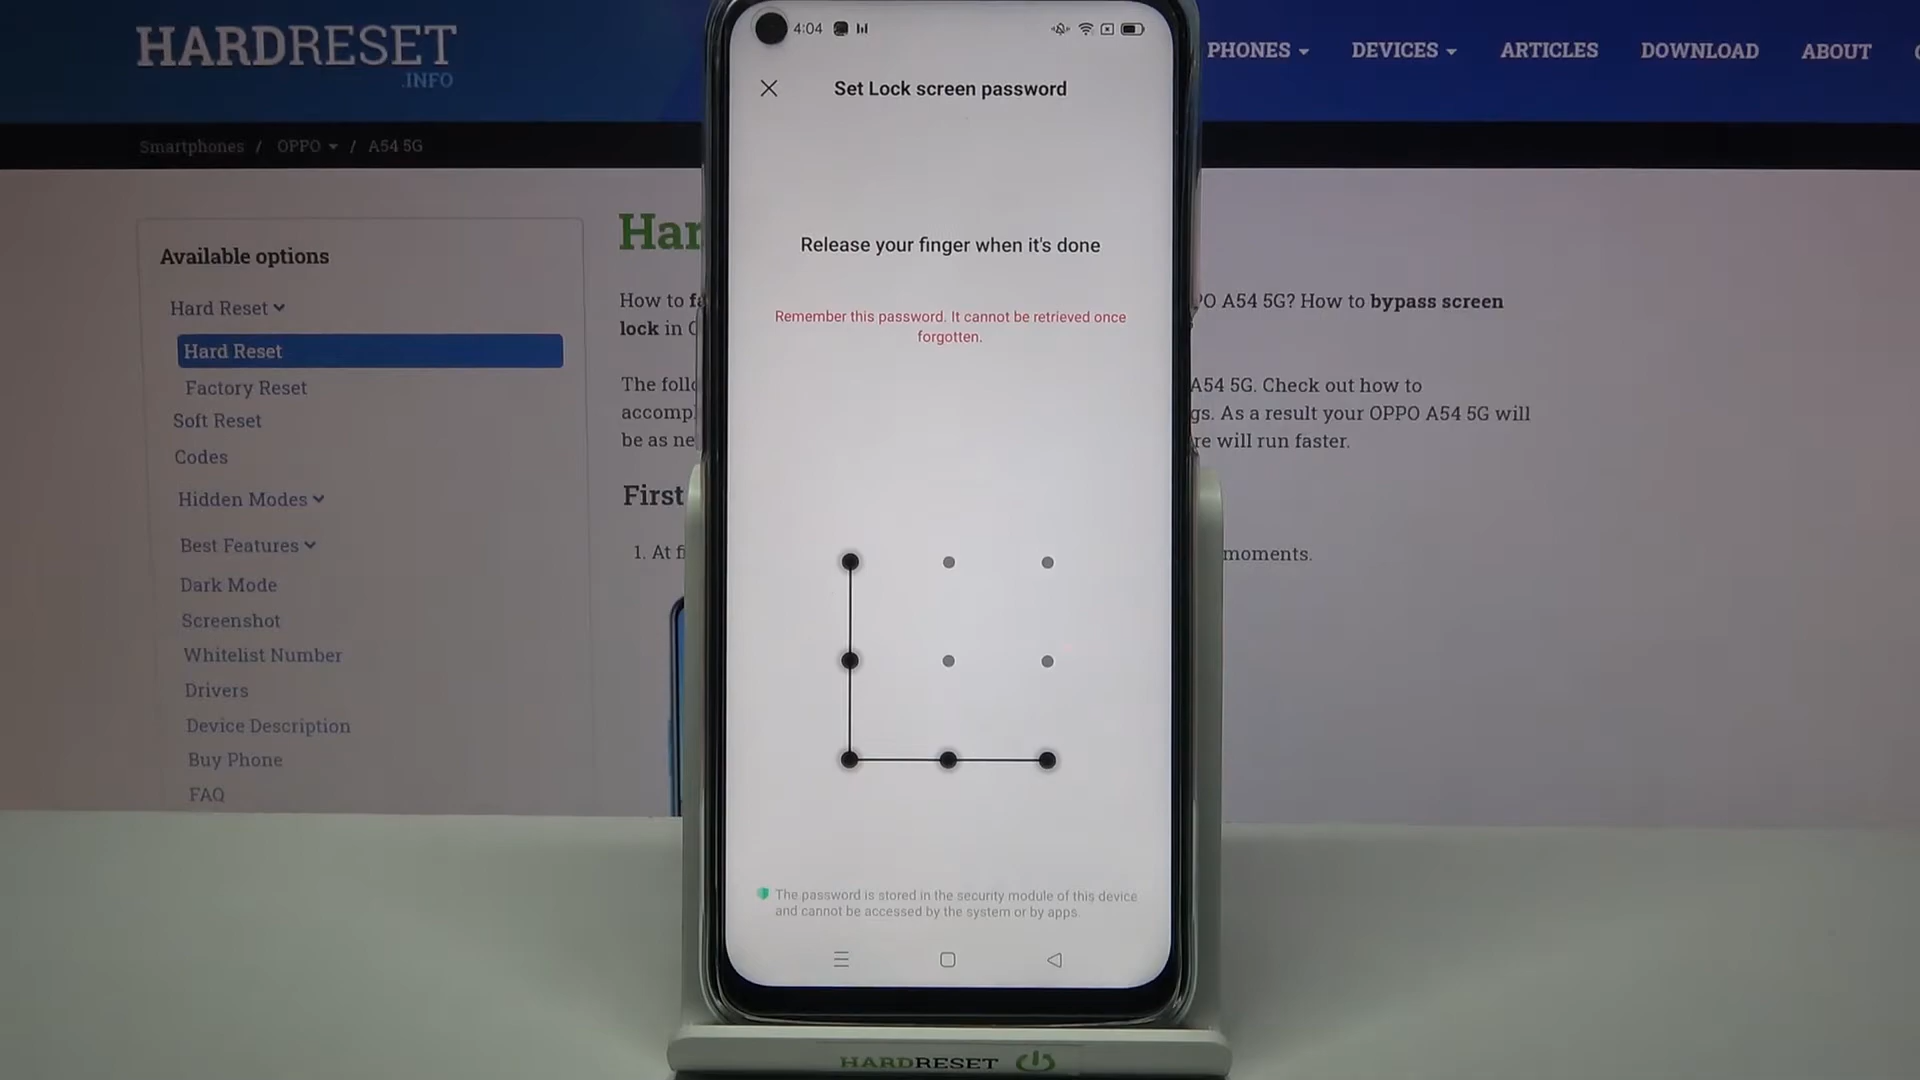 HARDRESET
.INFO
PHONES
DEVICES
ARTICLES
DOWNLOAD
ABOUT
Smartphones / OPPO / A54 5G
Available options
Hard Reset
Hard Reset
Factory Reset
Soft Reset
Codes
Hidden Modes
Best Features
Dark Mode
Screenshot
Whitelist Number
Drivers
Device Description
Buy Phone
FAQ
How to
lock in
The
be as
First
1. At
A54 5G? How to bypass screen
A54 5G. Check out how to
As a result your OPPO A54 5G will
will run faster.
moments.
4:04
Set Lock screen password
Release your finger when it's done
Remember this password. It cannot be retrieved once
forgotten.
The password is stored in the security module of this device
and cannot be accessed by the system or by apps.
HARDRESET